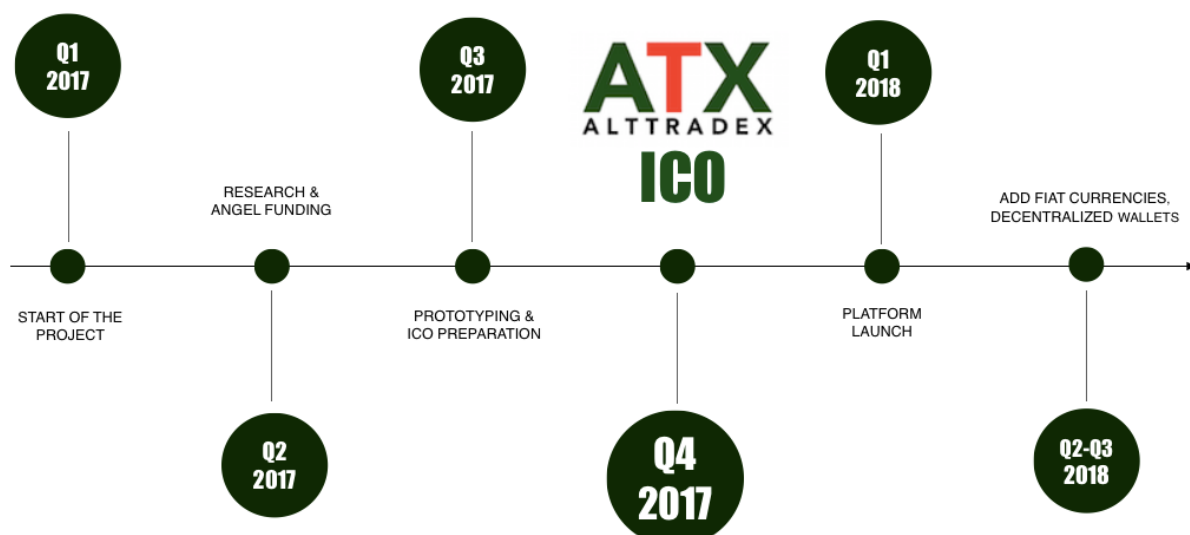 Q1
2017
START OF THE
PROJECT
RESEARCH &
ANGEL FUNDING
Q2
2017
Q3
2017
PROTOTYPING &
ICO PREPARATION
ATX
ALTTRADEX
ICO
Q4
2017
Q1
2018
PLATFORM
LAUNCH
ADD FIAT CURRENCIES,
DECENTRALIZED WALLETS
Q2-Q3
2018